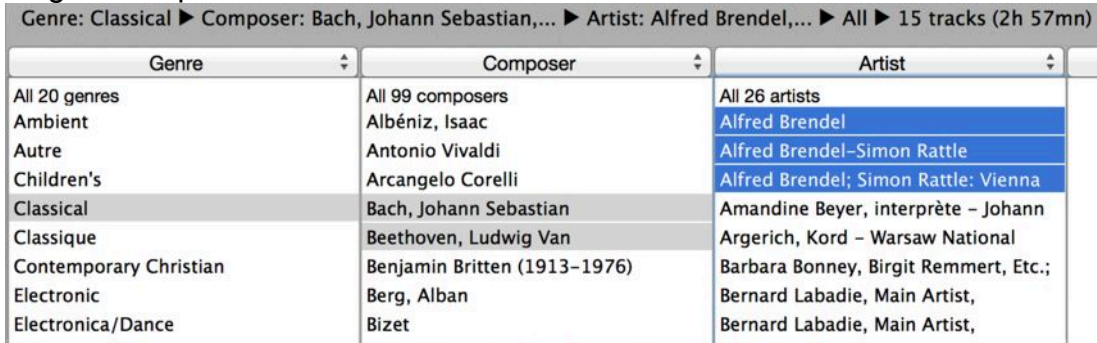 Genre: Classical ▶ Composer: Bach, Johann Sebastian,... ▶ Artist: Alfred Brendel,... ▶ All ▶ 15 tracks (2h 57mn)
Genre Composer Artist
All 20 genres All 99 composers All 26 artists
Ambient Albéniz, Isaac Alfred Brendel
Autre Antonio Vivaldi Alfred Brendel–Simon Rattle
Children's Arcangelo Corelli Alfred Brendel; Simon Rattle: Vienna
Classical Bach, Johann Sebastian Amandine Beyer, interprète – Johann
Classique Beethoven, Ludwig Van Argerich, Kord – Warsaw National
Contemporary Christian Benjamin Britten (1913–1976) Barbara Bonney, Birgit Remmert, Etc.;
Electronic Berg, Alban Bernard Labadie, Main Artist,
Electronica/Dance Bizet Bernard Labadie, Main Artist,